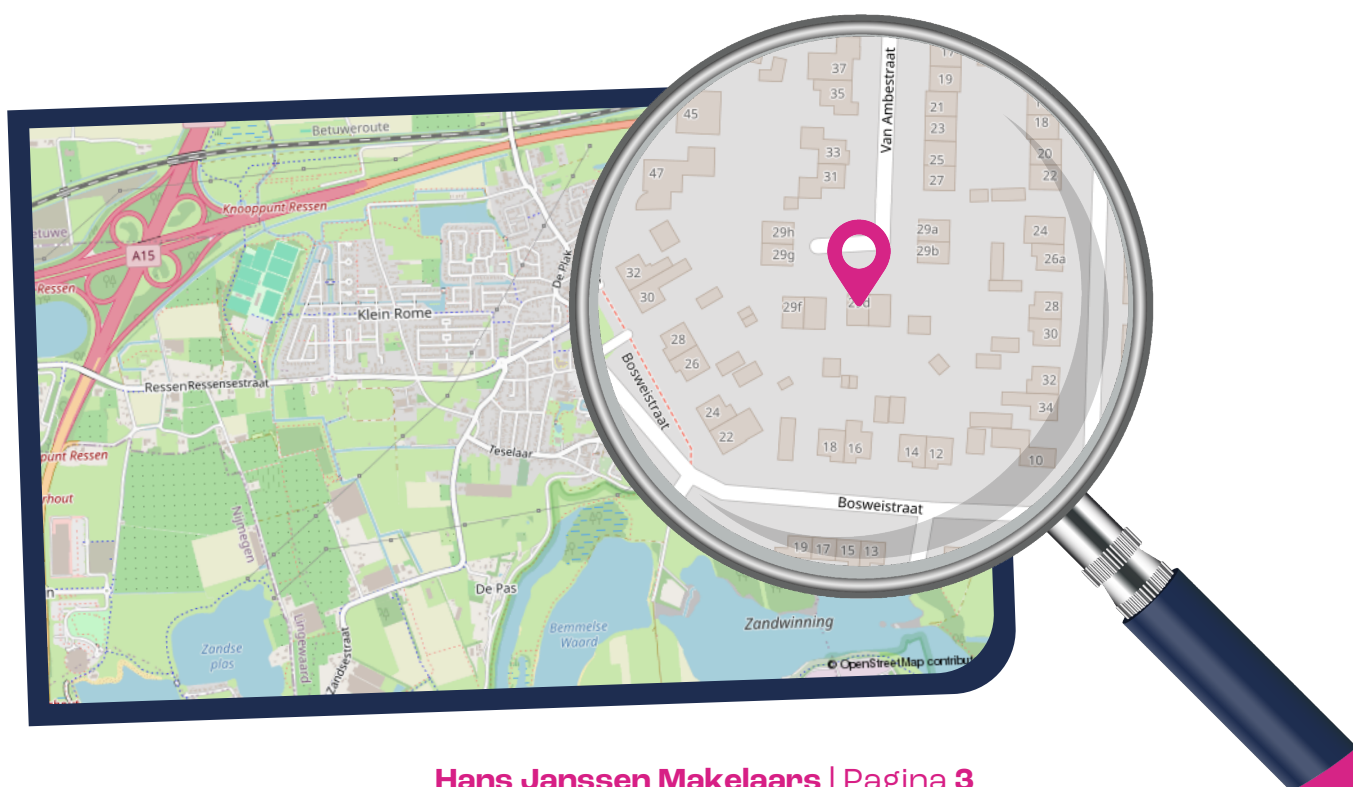 Betuweroute
Knooppunt Ressen
etuwe
A15
Ressen
De Plak
Klein Rome
Ressen
Ressensestraat
punt Ressen
Teselaar
rhout
Nijmegen
Lingewaard
n
De Pas
Zandse
plas
Zandsestraat
Bemmelse
Waard
Zandwinning
© OpenStreetMap contribu
Van Ambestraat
37
35
17
19
45
21
18
23
33
20
47
25
31
27
22
29h
29a
24
29g
29b
26a
32
30
29f
28
30
28
26
32
34
24
22
18
16
14
12
10
Bosweistraat
Bosweistraat
19
17
15
13
Hans Janssen Makelaars | Pagina 3